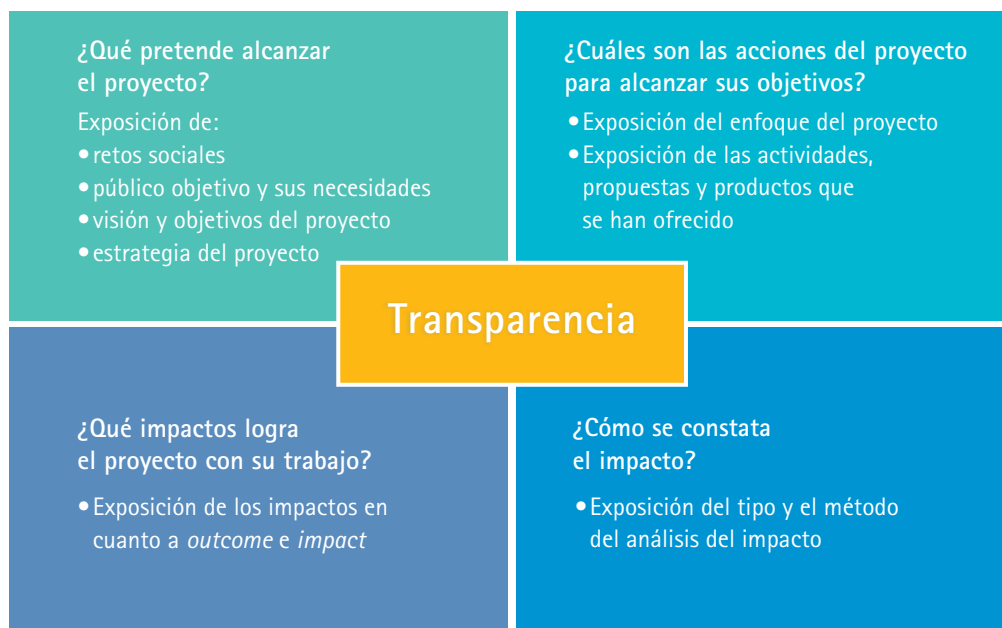 ¿Qué pretende alcanzar
el proyecto?
Exposición de:
• retos sociales
• público objetivo y sus necesidades
• visión y objetivos del proyecto
• estrategia del proyecto
¿Cuáles son las acciones del proyecto
para alcanzar sus objetivos?
• Exposición del enfoque del proyecto
• Exposición de las actividades,
propuestas y productos que
se han ofrecido
Transparencia
¿Qué impactos logra
el proyecto con su trabajo?
• Exposición de los impactos en
cuanto a outcome e impact
¿Cómo se constata
el impacto?
• Exposición del tipo y el método
del análisis del impacto